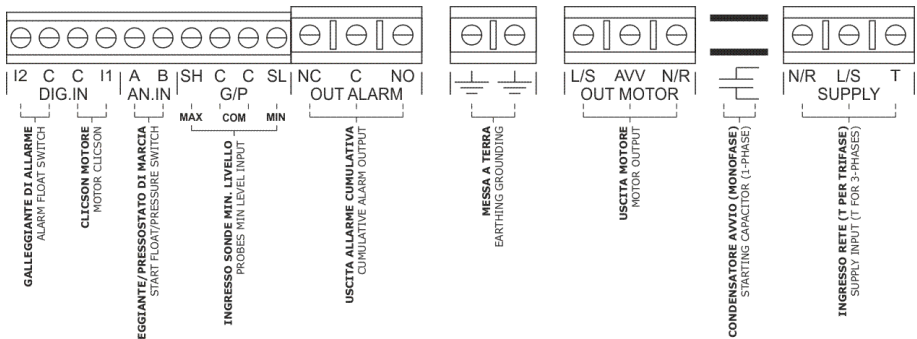 I2 C C I1 A B SH C C SL NC C NO L/S AVV N/R N/R L/S T
DIG.IN AN.IN G/P OUT ALARM OUT MOTOR SUPPLY
MAX COM MIN
GALLEGGIANTE DI ALLARME
ALARM FLOAT SWITCH
CLICSON MOTORE
MOTOR CLICSON
EGGIANTE/PRESSOSTATO DI MARCIA
START FLOAT/PRESSURE SWITCH
INGRESSO SONDE MIN. LIVELLO
PROBES MIN LEVEL INPUT
USCITA ALLARME CUMULATIVA
CUMULATIVE ALARM OUTPUT
MESSA A TERRA
EARTHING GROUNDING
USCITA MOTORE
MOTOR OUTPUT
CONDENSATORE AVVIO (MONOFASE)
STARTING CAPACITOR (1-PHASE)
INGRESSO RETE (T PER TRIFASE)
SUPPLY INPUT (T FOR 3-PHASES)